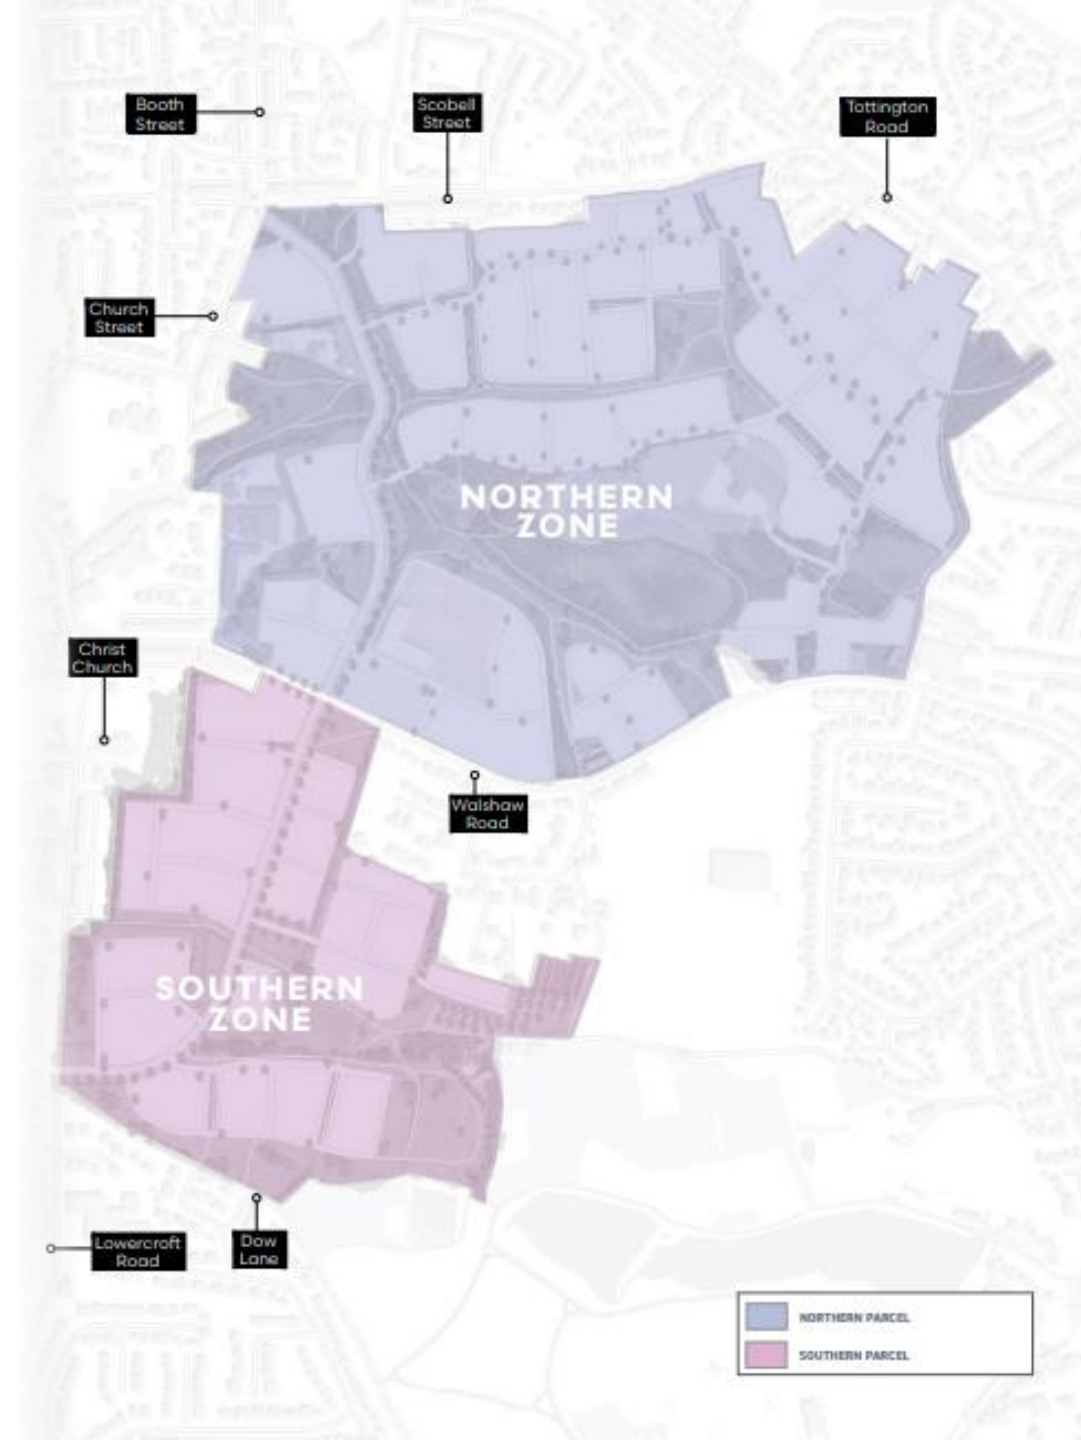 Booth
Street
Scobell
Street
Tottington
Road
Church
Street
NORTHERN
ZONE
Christ
Church
Walshaw
Road
SOUTHERN
ZONE
Lowercroft
Road
Dow
Lane
NORTHERN PARCEL
SOUTHERN PARCEL